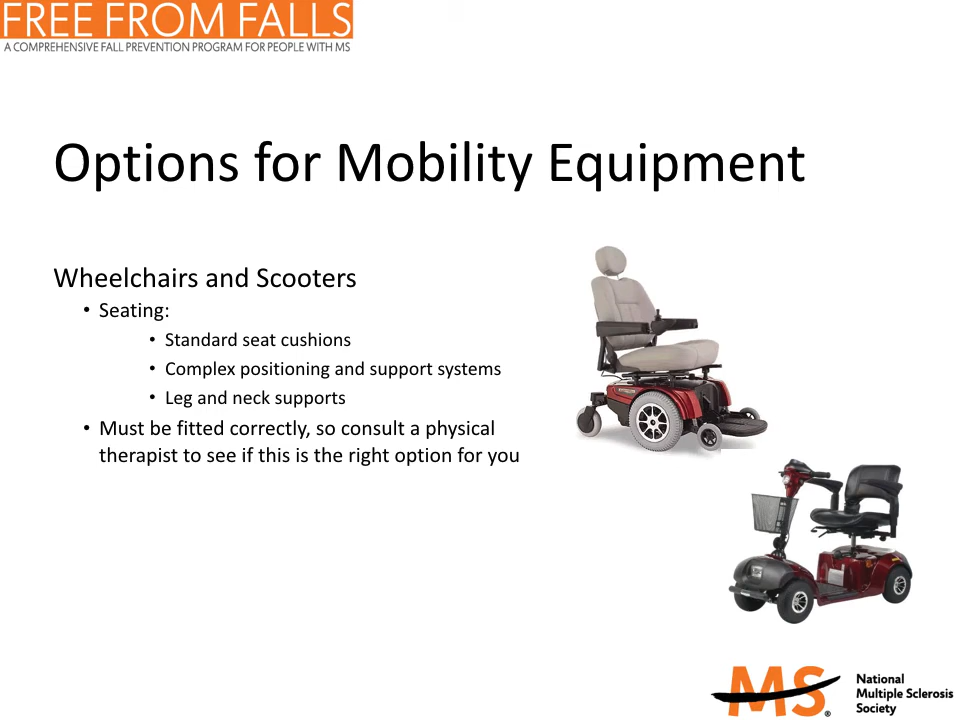 FREE FROM FALLS
A COMPREHENSIVE FALL PREVENTION PROGRAM FOR PEOPLE WITH MS
Options for Mobility Equipment
Wheelchairs and Scooters
• Seating:
• Standard seat cushions
• Complex positioning and support systems
• Leg and neck supports
• Must be fitted correctly, so consult a physical
therapist to see if this is the right option for you
MS®
National
Multiple Sclerosis
Society